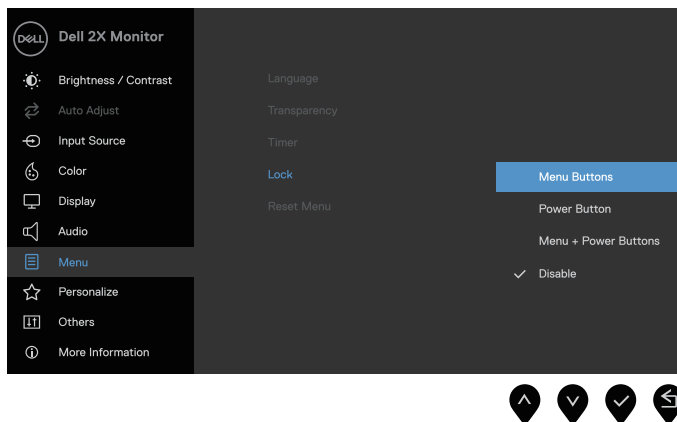 DELL
Dell 2X Monitor
Brightness / Contrast
Auto Adjust
Input Source
Color
Display
Audio
Menu
Personalize
Others
More Information
Language
Transparency
Timer
Lock
Reset Menu
Menu Buttons
Power Button
Menu + Power Buttons
Disable